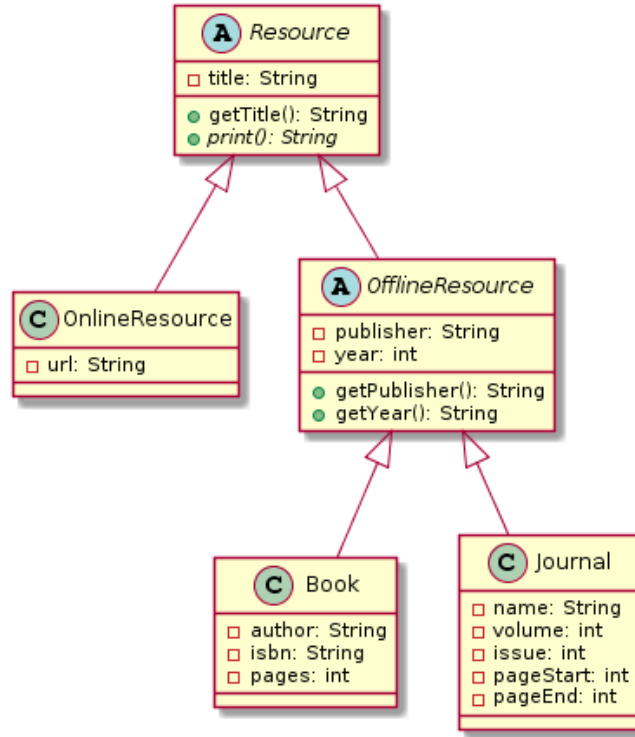 A Resource
title: String
getTitle(): String
print(): String
C OnlineResource
url: String
A OfflineResource
publisher: String
year: int
getPublisher(): String
getYear(): String
C Book
author: String
isbn: String
pages: int
C Journal
name: String
volume: int
issue: int
pageStart: int
pageEnd: int